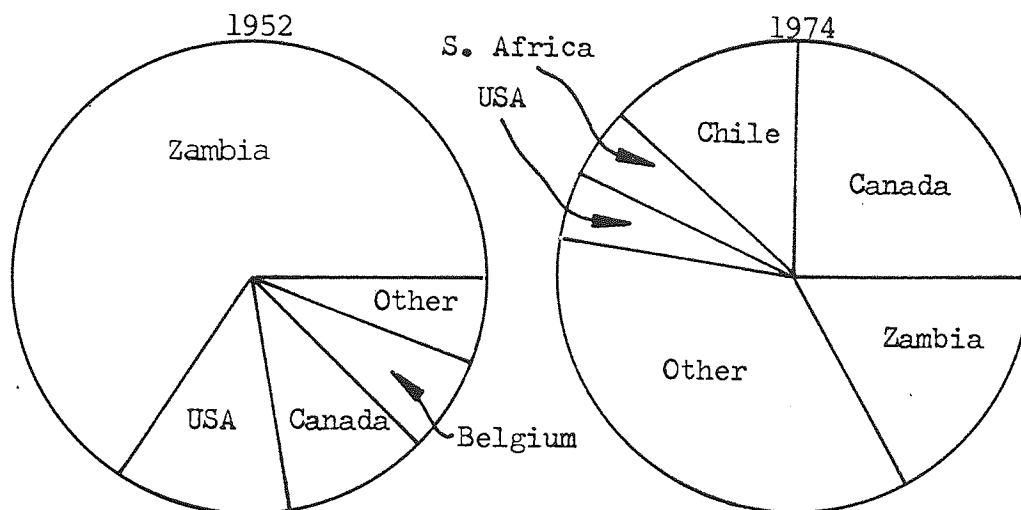 1952
Zambia
Other
USA
Canada
Belgium
1974
S. Africa
USA
Chile
Canada
Zambia
Other